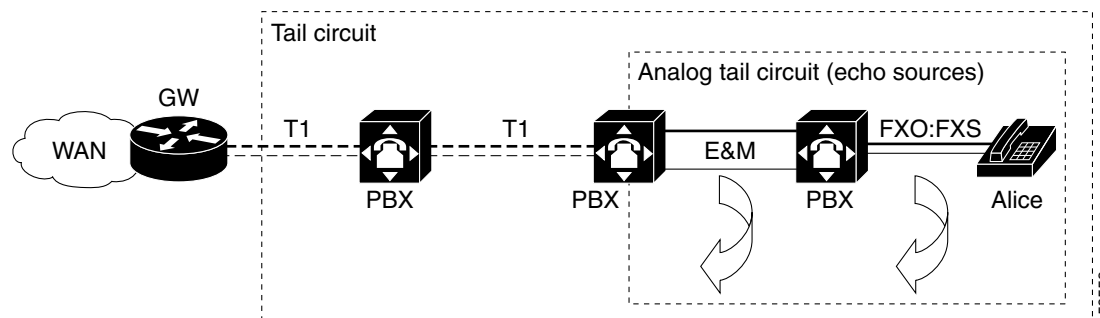 Tail circuit
Analog tail circuit (echo sources)
GW
WAN
T1
T1
E&M
FXO:FXS
PBX
PBX
PBX
Alice